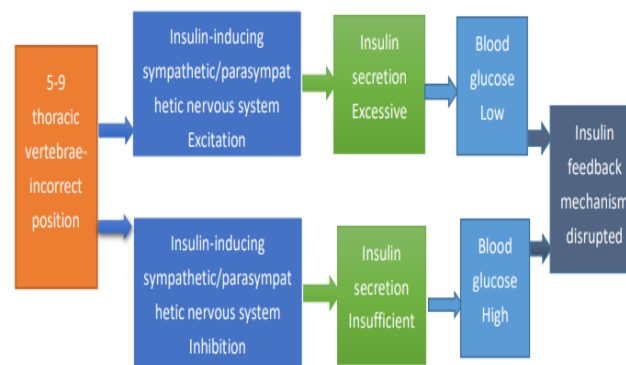 5-9
thoracic
vertebrae-
incorrect
position
Insulin-inducing
sympathetic/parasympat
hetic nervous system
Excitation
Insulin
secretion
Excessive
Blood
glucose
Low
Insulin-inducing
sympathetic/parasympat
hetic nervous system
Inhibition
Insulin
secretion
Insufficient
Blood
glucose
High
Insulin
feedback
mechanism
disrupted